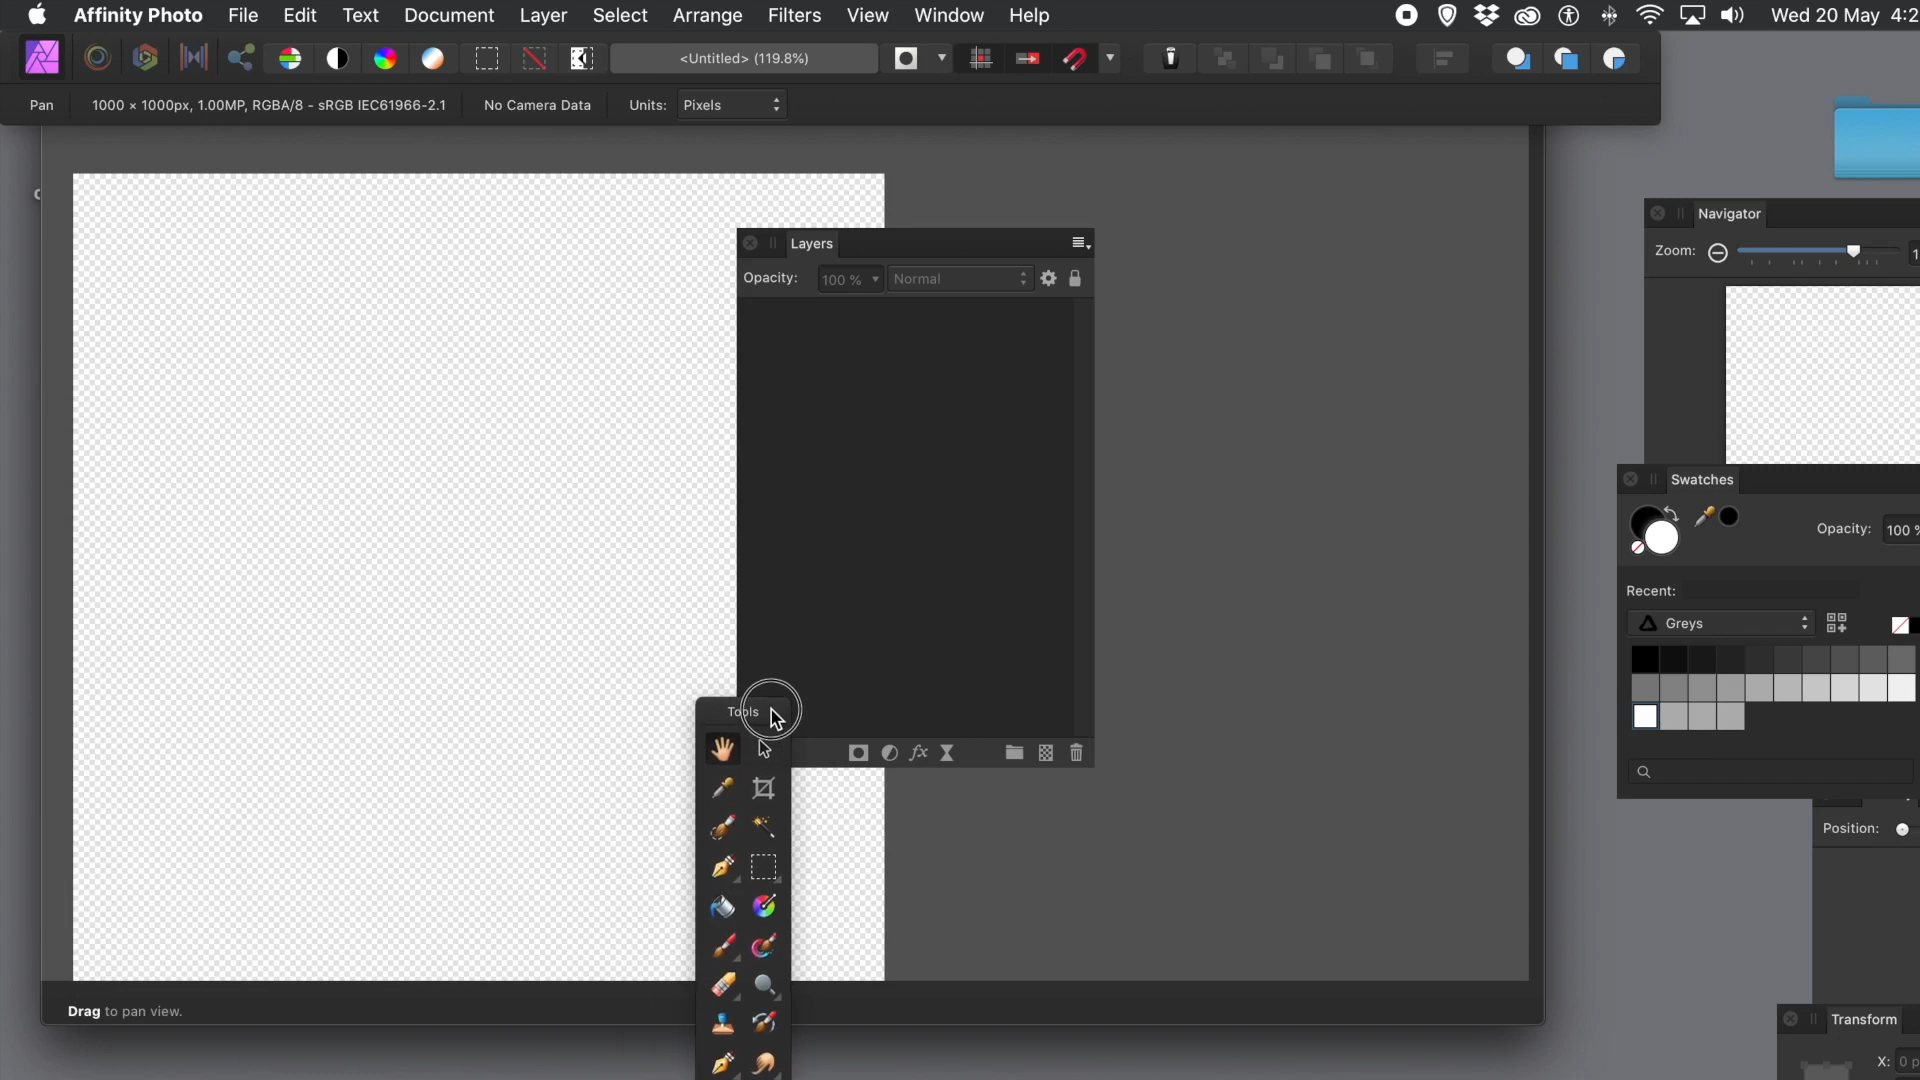 Affinity Photo File Edit Text Document Layer Select Arrange Filters View Window Help Wed 20 May 4:2
<Untitled> (119.8%)
Pan 1000 × 1000px, 1.00MP, RGBA/8 - sRGB IEC61966-2.1 No Camera Data Units: Pixels
Navigator
Zoom: 1
Layers
Opacity: 100 % Normal
Swatches
Opacity: 100 %
Recent:
Greys
Tools
Position:
Drag to pan view.
Transform
X: 0 p